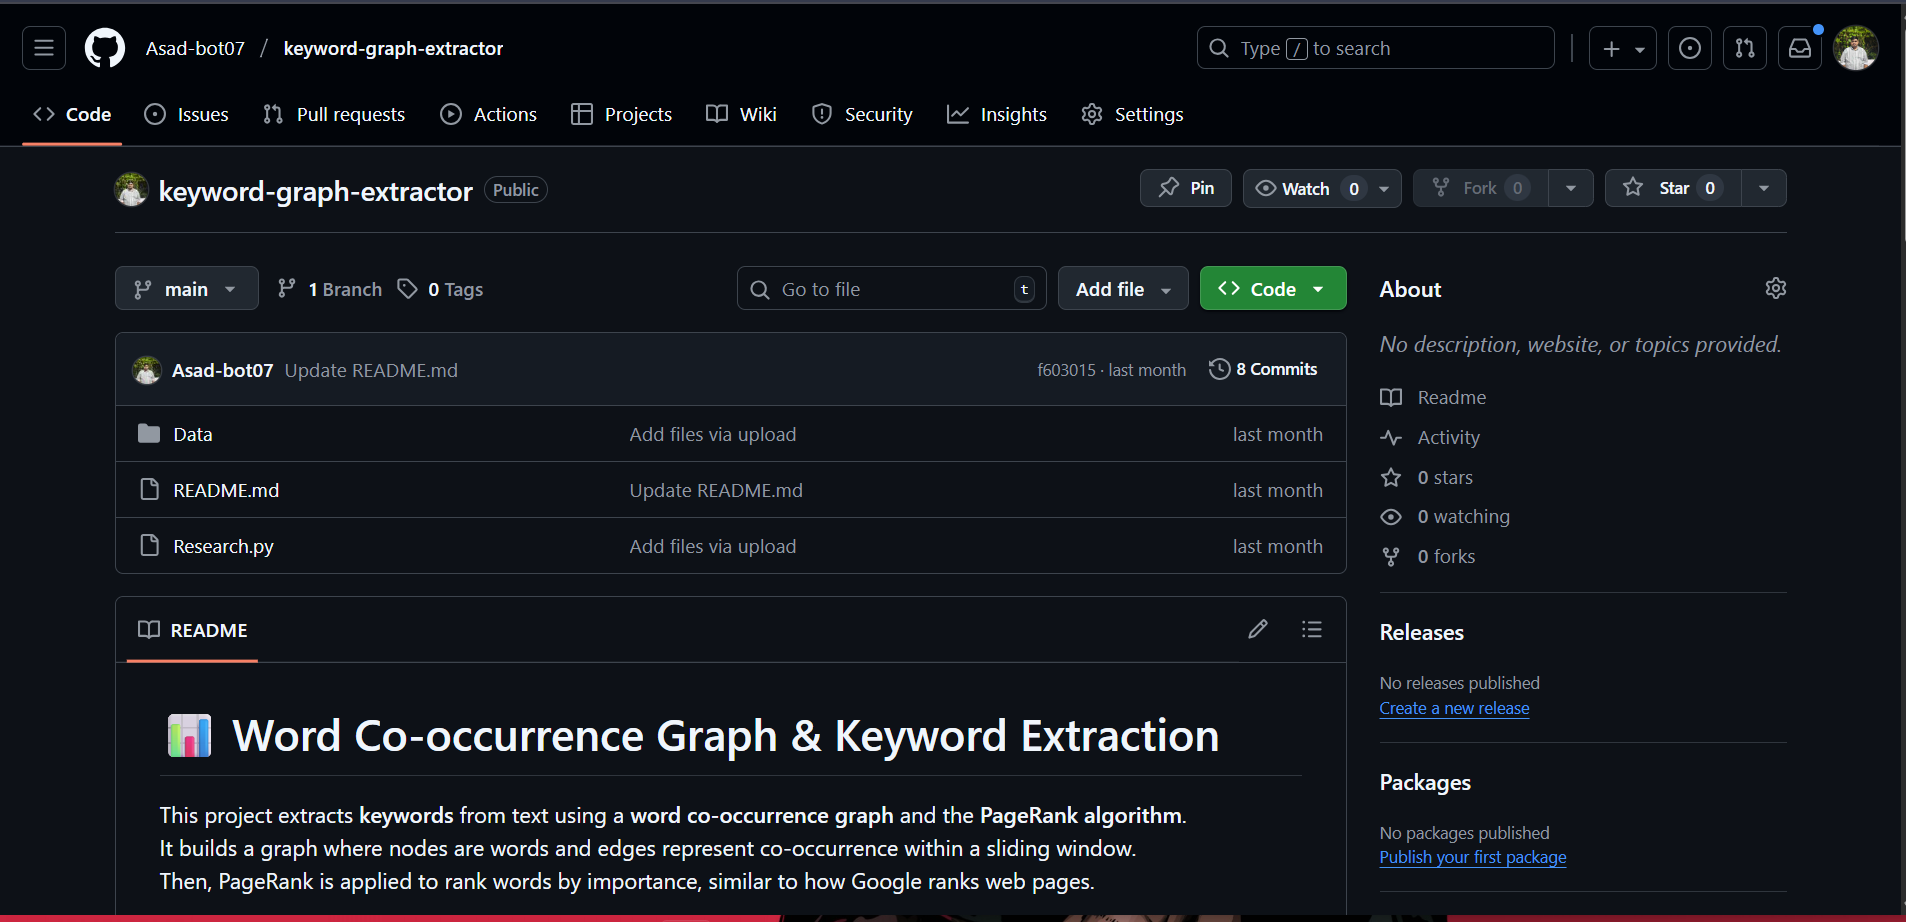 Asad-bot07 / keyword-graph-extractor
Type / to search
Code Issues Pull requests Actions Projects Wiki Security Insights Settings
keyword-graph-extractor Public
Pin Watch 0 Fork 0 Star 0
main 1 Branch 0 Tags Go to file t Add file Code
Asad-bot07 Update README.md f603015 · last month 8 Commits
Data Add files via upload last month
README.md Update README.md last month
Research.py Add files via upload last month
README
Word Co-occurrence Graph & Keyword Extraction
This project extracts keywords from text using a word co-occurrence graph and the PageRank algorithm.
It builds a graph where nodes are words and edges represent co-occurrence within a sliding window.
Then, PageRank is applied to rank words by importance, similar to how Google ranks web pages.
About
No description, website, or topics provided.
Readme
Activity
0 stars
0 watching
0 forks
Releases
No releases published
Create a new release
Packages
No packages published
Publish your first package